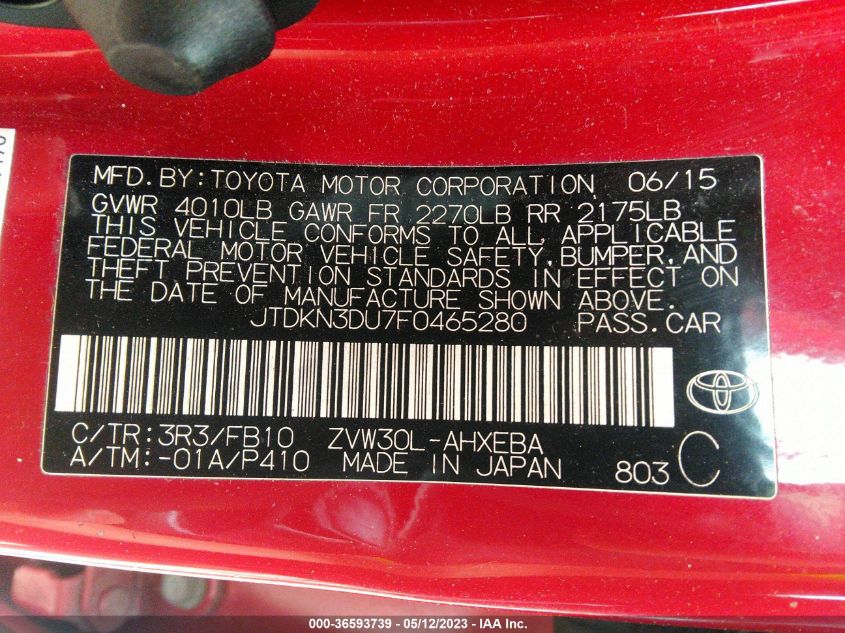 MFD.BY:TOYOTA MOTOR CORPORATION 06/15
GVWR 4010LB GAWR FR 2270LB RR 2175LB
THIS VEHICLE CONFORMS TO ALL APPLICABLE
FEDERAL MOTOR VEHICLE SAFETY,BUMPER,AND
THEFT PREVENTION STANDARDS IN EFFECT ON
THE DATE OF MANUFACTURE SHOWN ABOVE.
JTDKN3DU7F0465280 PASS.CAR
C/TR:3R3/FB10 ZVW30L-AHXEBA
A/TM:-01A/P410 MADE IN JAPAN 803 C
000-36593739 - 05/12/2023 - IAA Inc.